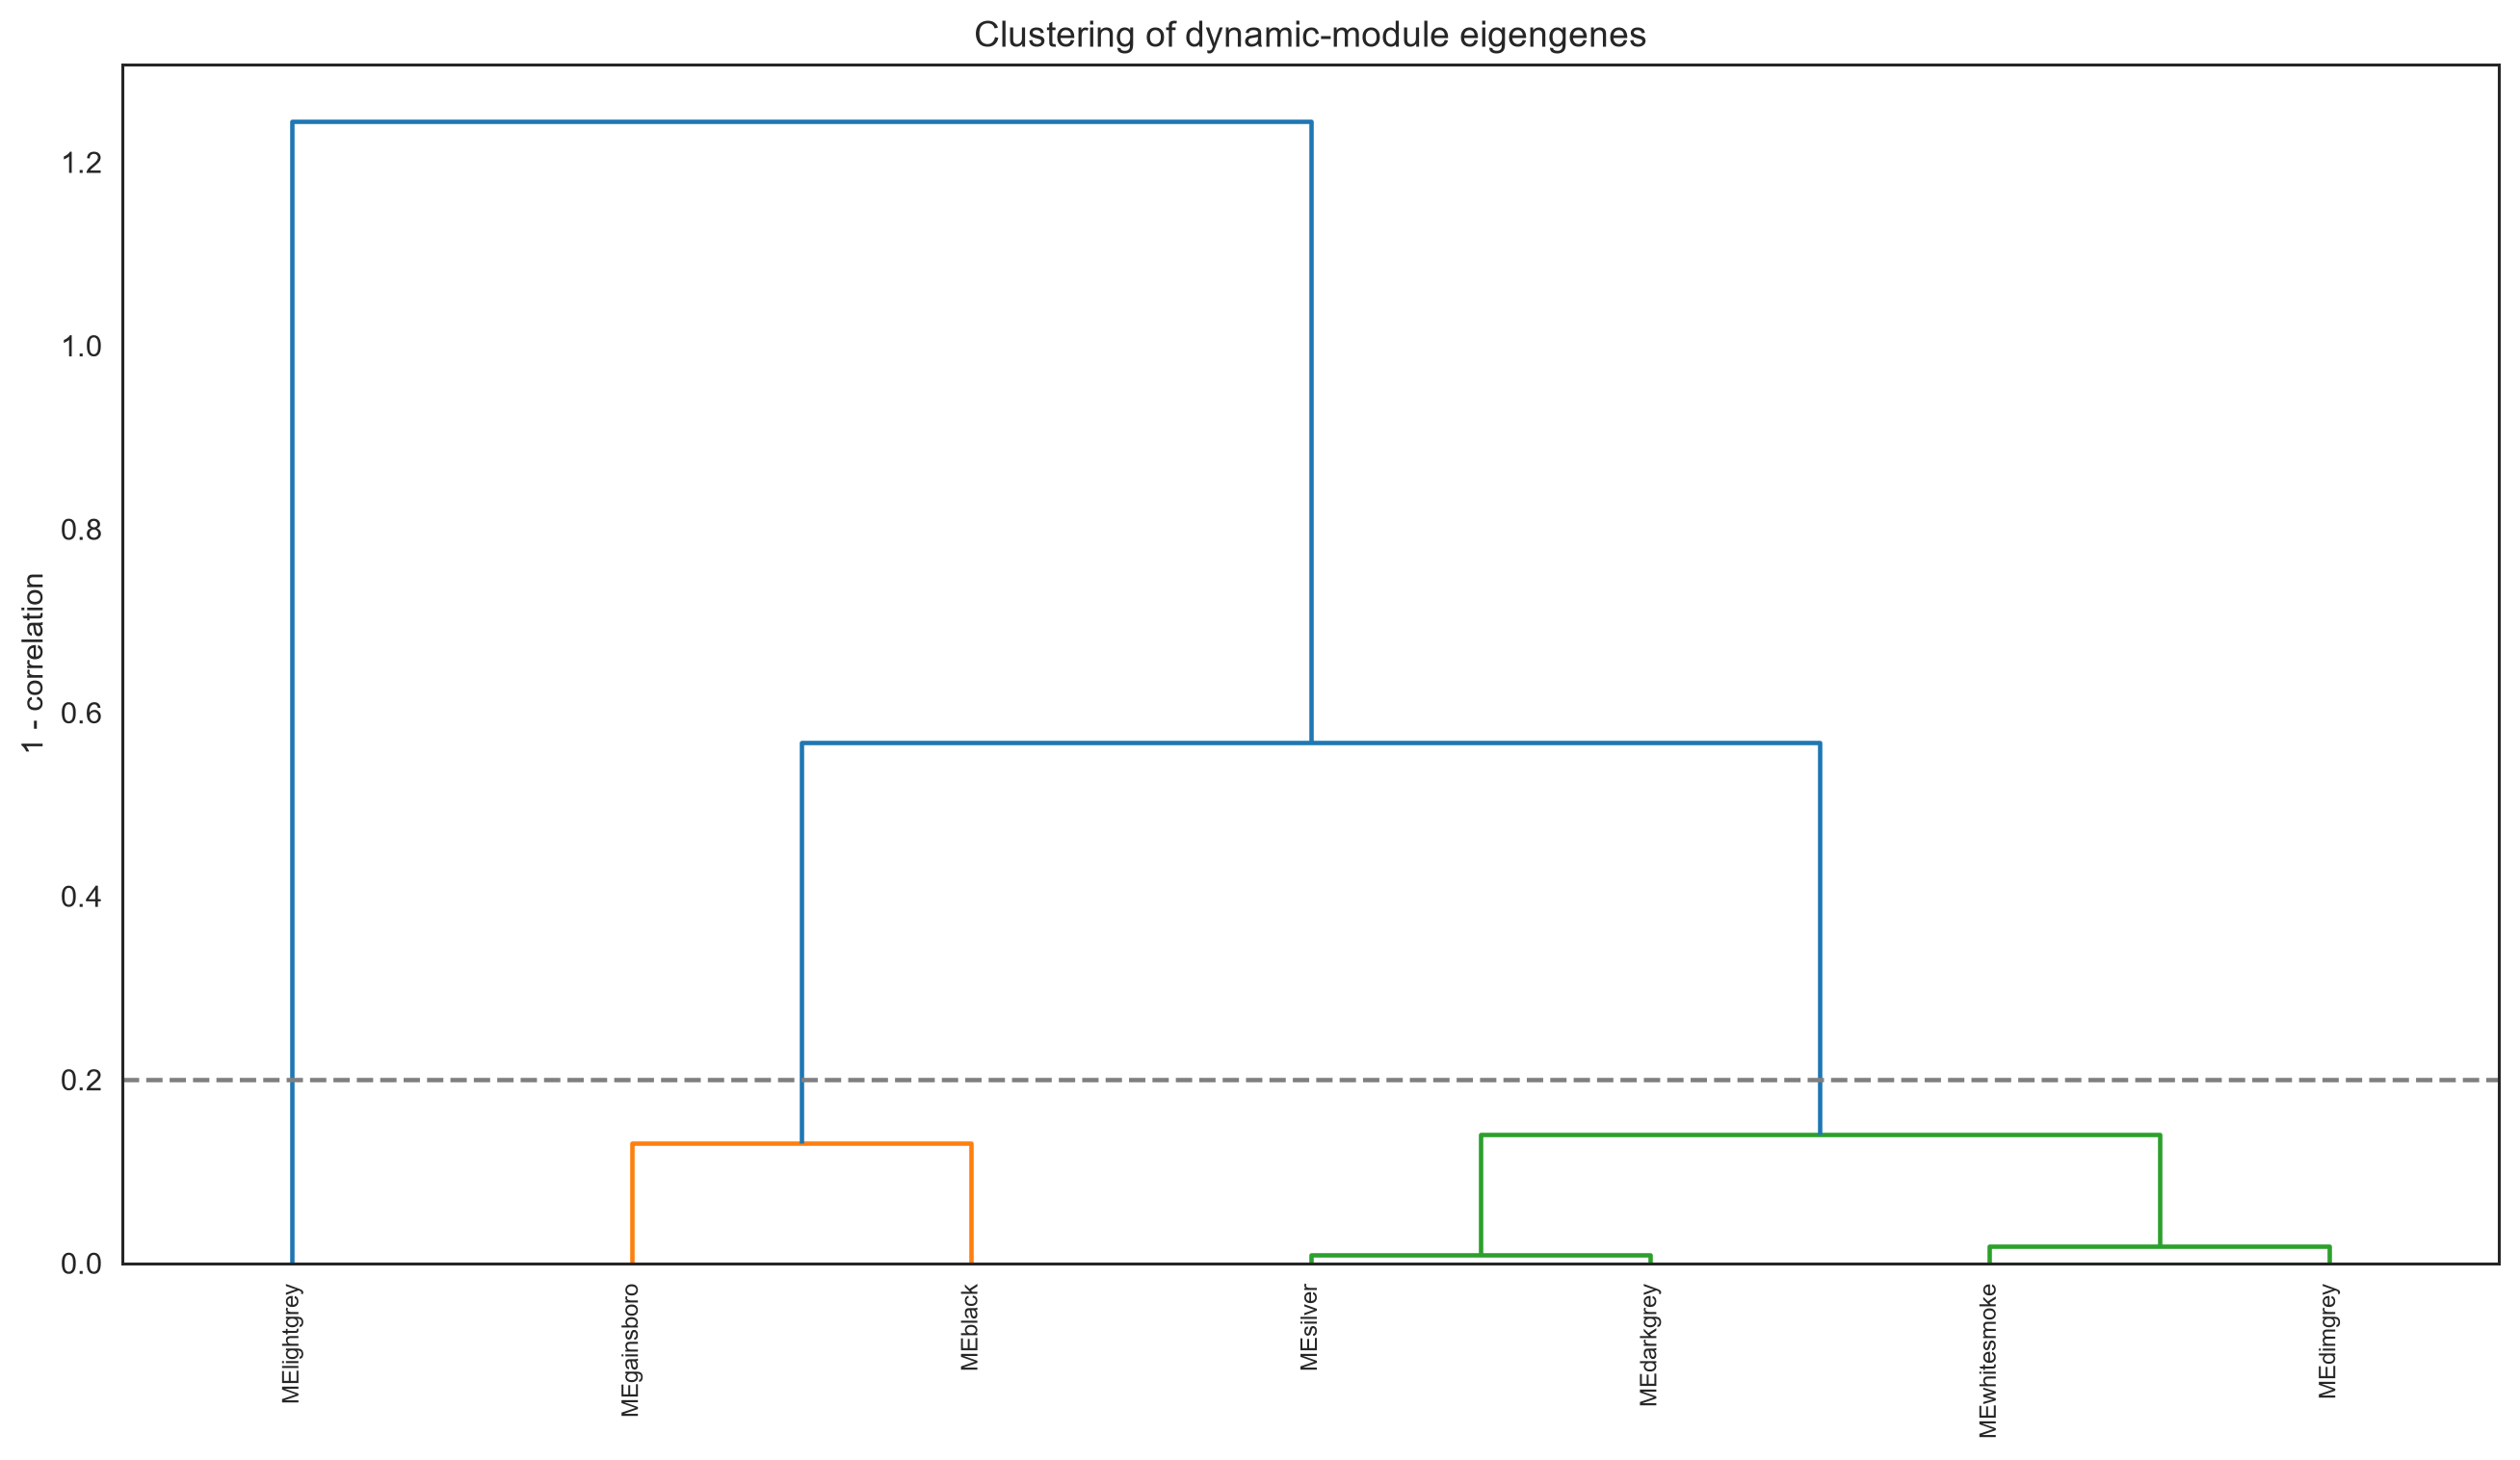 Clustering of dynamic-module eigengenes
1 - correlation
1.2
1.0
0.8
0.6
0.4
0.2
0.0
MElightgrey
MEgainsboro
MEblack
MEsilver
MEdarkgrey
MEwhitesmoke
MEdimgrey